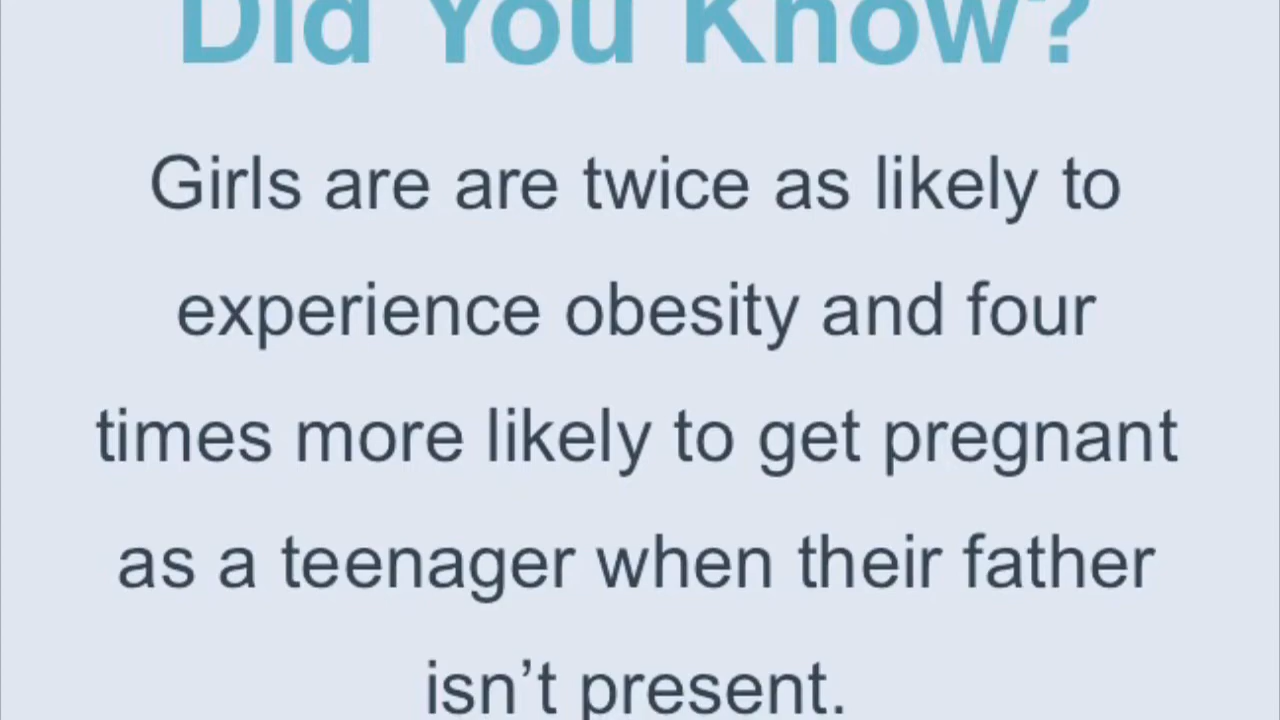 Did You Know?
Girls are are twice as likely to
experience obesity and four
times more likely to get pregnant
as a teenager when their father
isn’t present.